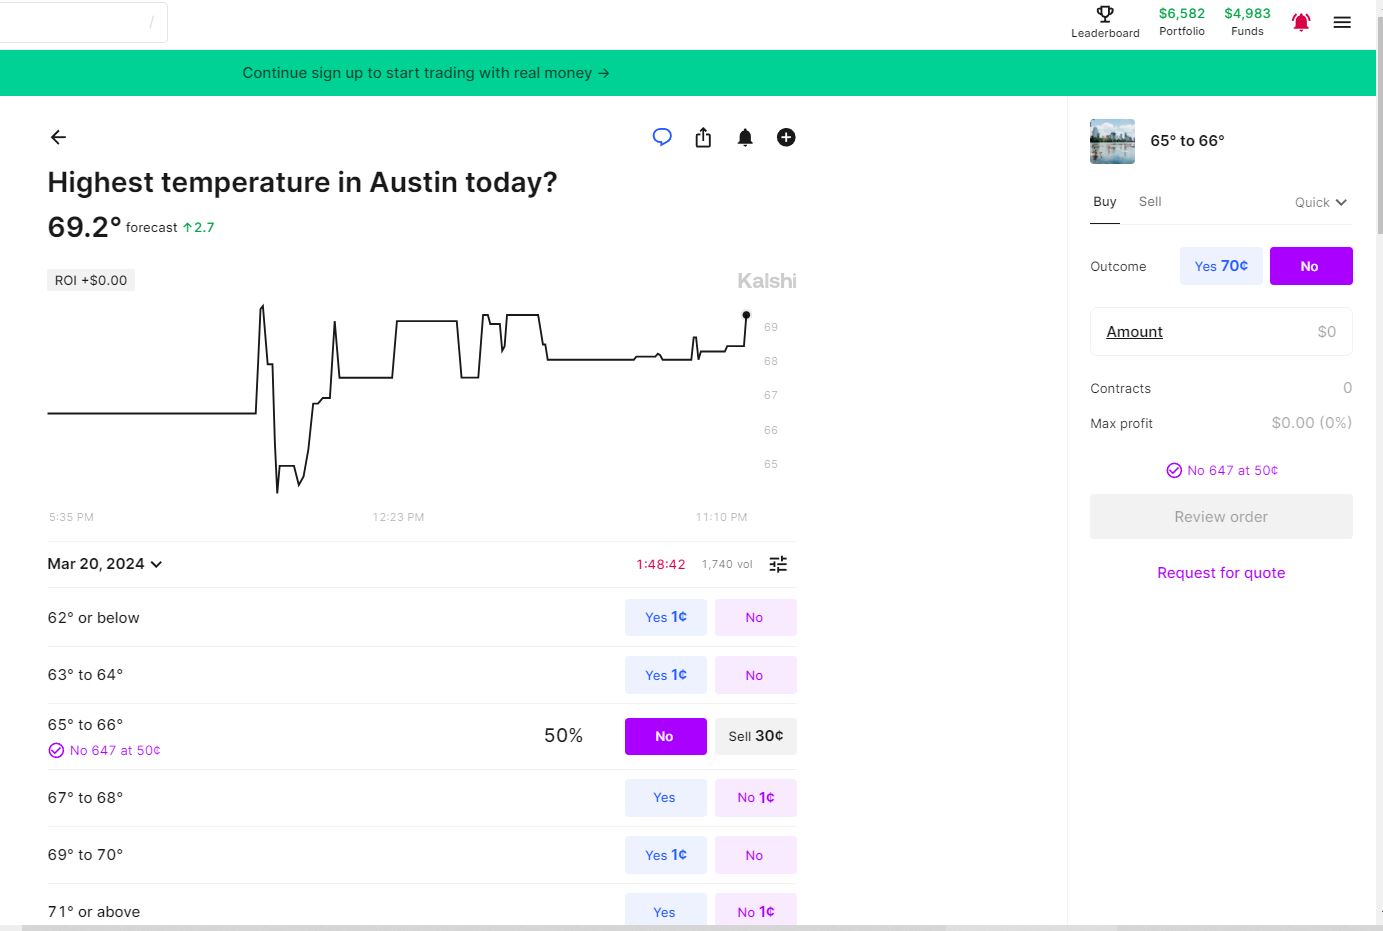 /
Leaderboard
$6,582
Portfolio
$4,983
Funds
Continue sign up to start trading with real money →
Highest temperature in Austin today?
69.2° forecast ↑2.7
ROI +$0.00
Kalshi
69
68
67
66
65
5:35 PM
12:23 PM
11:10 PM
Mar 20, 2024
1:48:42
1,740 vol
62° or below
Yes 1¢
No
63° to 64°
Yes 1¢
No
65° to 66°
No 647 at 50¢
50%
No
Sell 30¢
67° to 68°
Yes
No 1¢
69° to 70°
Yes 1¢
No
71° or above
Yes
No 1¢
65° to 66°
Buy
Sell
Quick
Outcome
Yes 70¢
No
Amount
$0
Contracts
0
Max profit
$0.00 (0%)
No 647 at 50¢
Review order
Request for quote